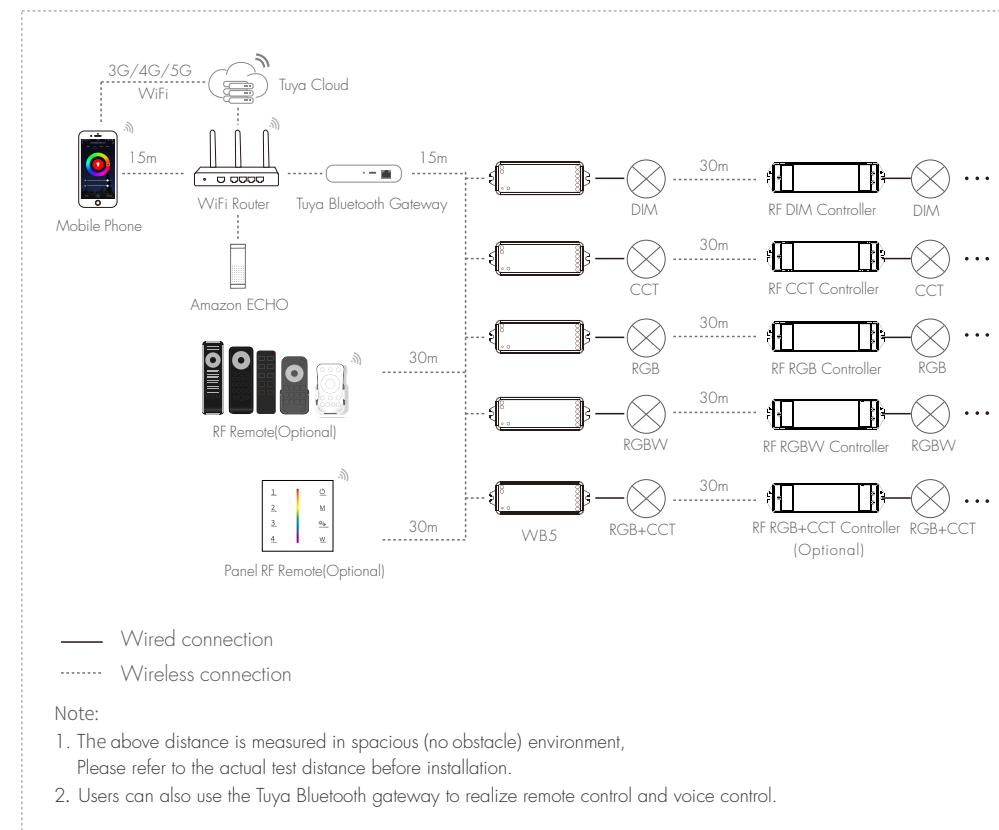 3G/4G/5G
WiFi
Tuya Cloud
15m
15m
Mobile Phone
WiFi Router
Tuya Bluetooth Gateway
Amazon ECHO
30m
RF Remote(Optional)
1
2
3
4
M
W
30m
Panel RF Remote(Optional)
DIM
30m
RF DIM Controller
DIM
CCT
30m
RF CCT Controller
CCT
RGB
30m
RF RGB Controller
RGB
RGBW
30m
RF RGBW Controller
RGBW
WB5
RGB+CCT
30m
RF RGB+CCT Controller
(Optional)
RGB+CCT
Wired connection
Wireless connection
Note:
1. The above distance is measured in spacious (no obstacle) environment,
Please refer to the actual test distance before installation.
2. Users can also use the Tuya Bluetooth gateway to realize remote control and voice control.